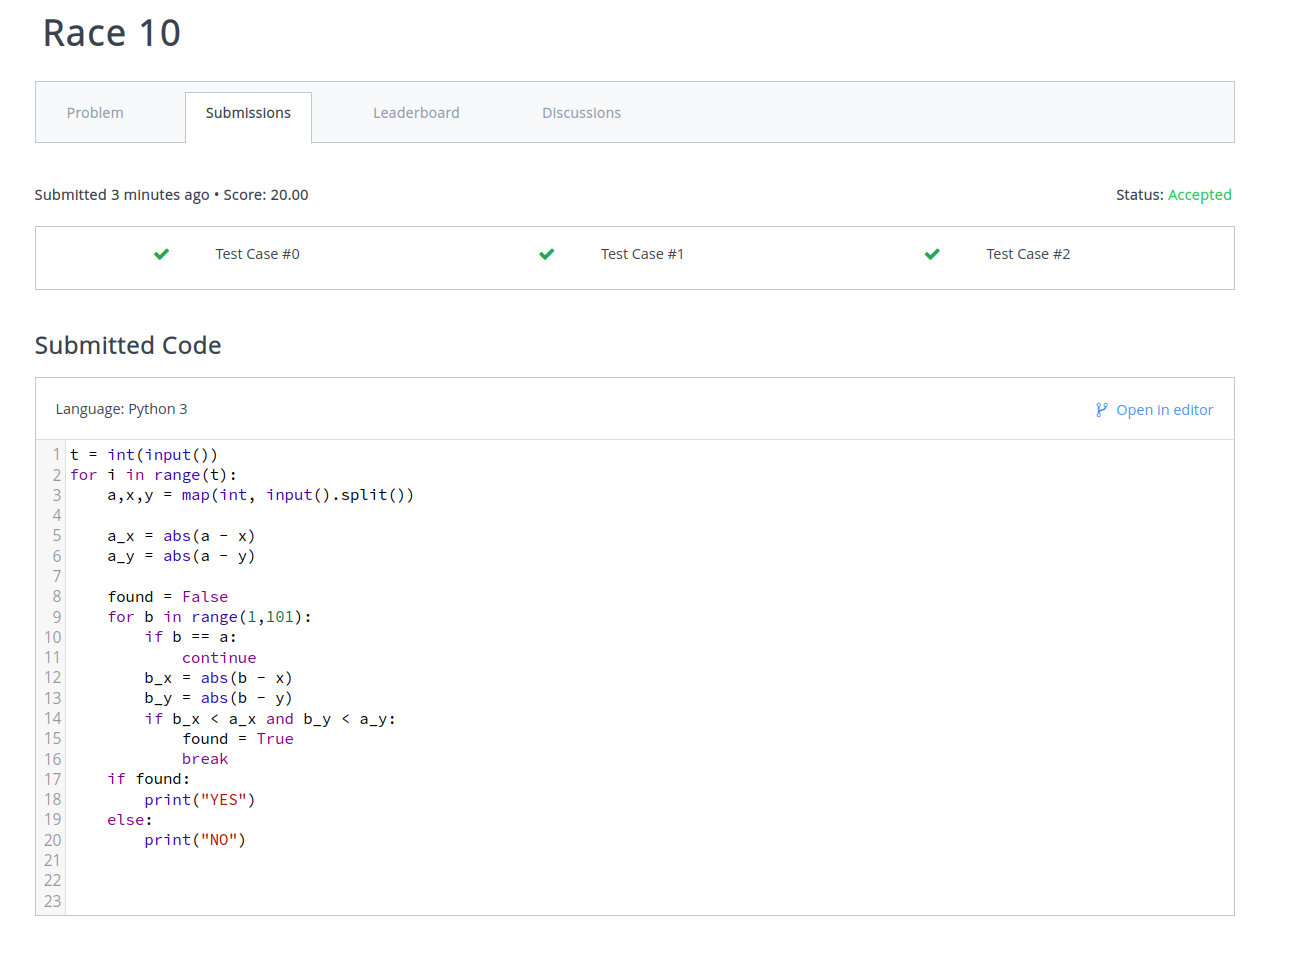 Race 10
Problem Submissions Leaderboard Discussions
Submitted 3 minutes ago • Score: 20.00 Status: Accepted
Test Case #0 Test Case #1 Test Case #2
Submitted Code
Language: Python 3 Open in editor
1 t = int(input())
2 for i in range(t):
3     a,x,y = map(int, input().split())
4
5     a_x = abs(a - x)
6     a_y = abs(a - y)
7
8     found = False
9     for b in range(1,101):
10         if b == a:
11             continue
12         b_x = abs(b - x)
13         b_y = abs(b - y)
14         if b_x < a_x and b_y < a_y:
15             found = True
16             break
17     if found:
18         print("YES")
19     else:
20         print("NO")
21
22
23